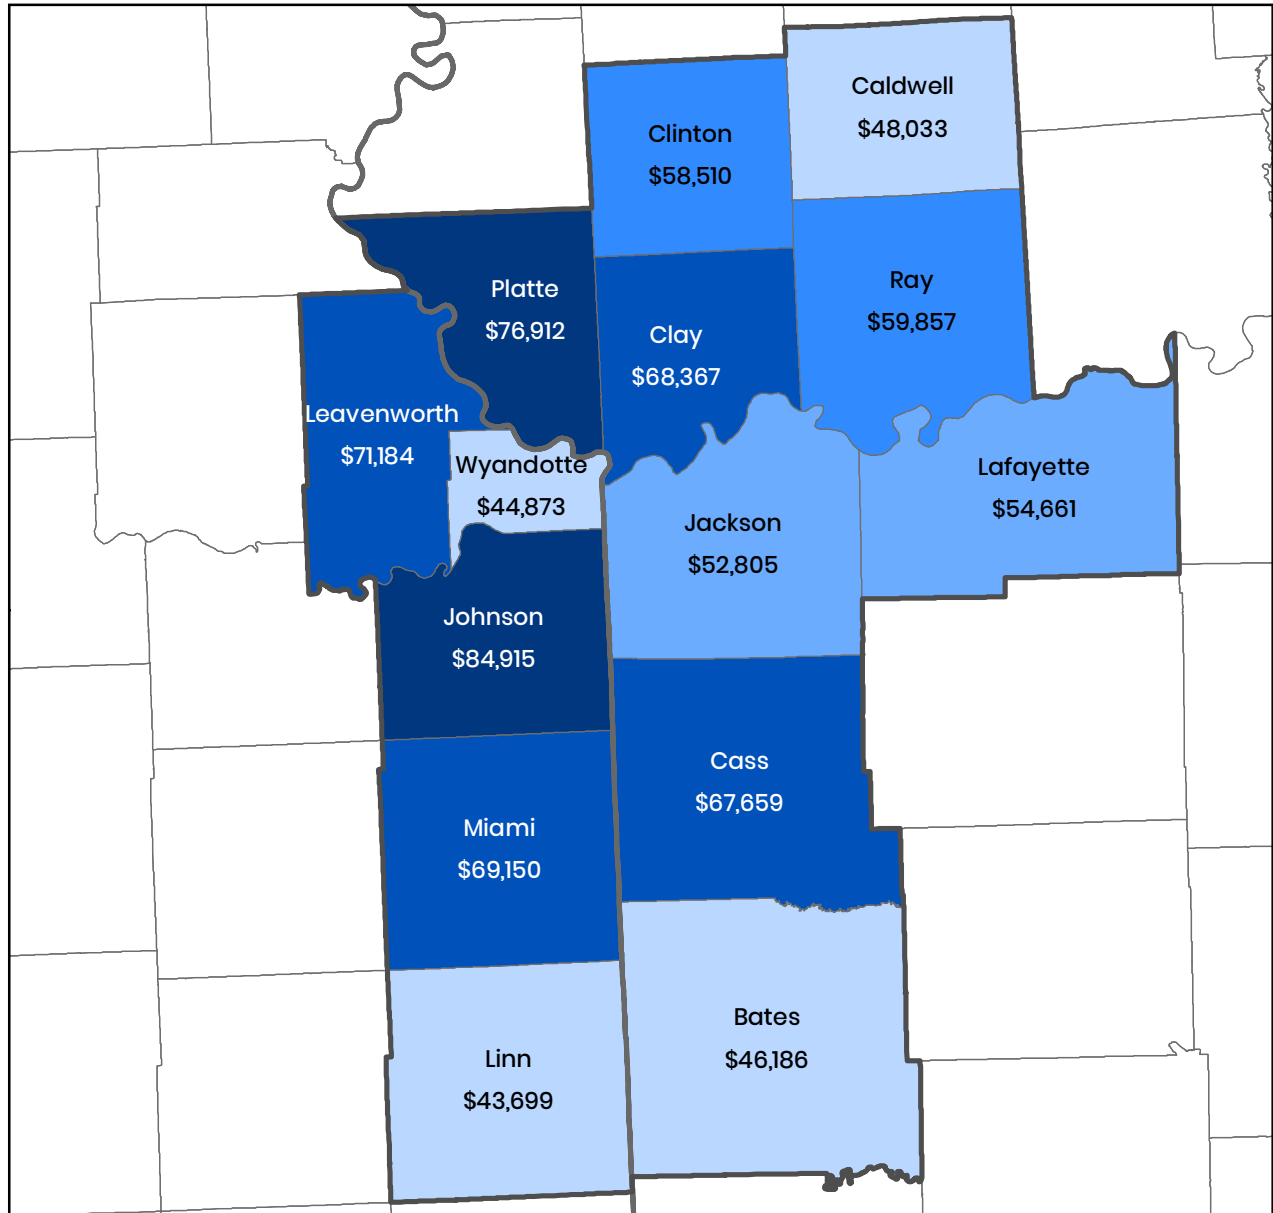 Caldwell
$48,033
Clinton
$58,510
Platte
$76,912
Ray
$59,857
Clay
$68,367
Leavenworth
$71,184
Wyandotte
$44,873
Lafayette
$54,661
Jackson
$52,805
Johnson
$84,915
Cass
$67,659
Miami
$69,150
Bates
$46,186
Linn
$43,699